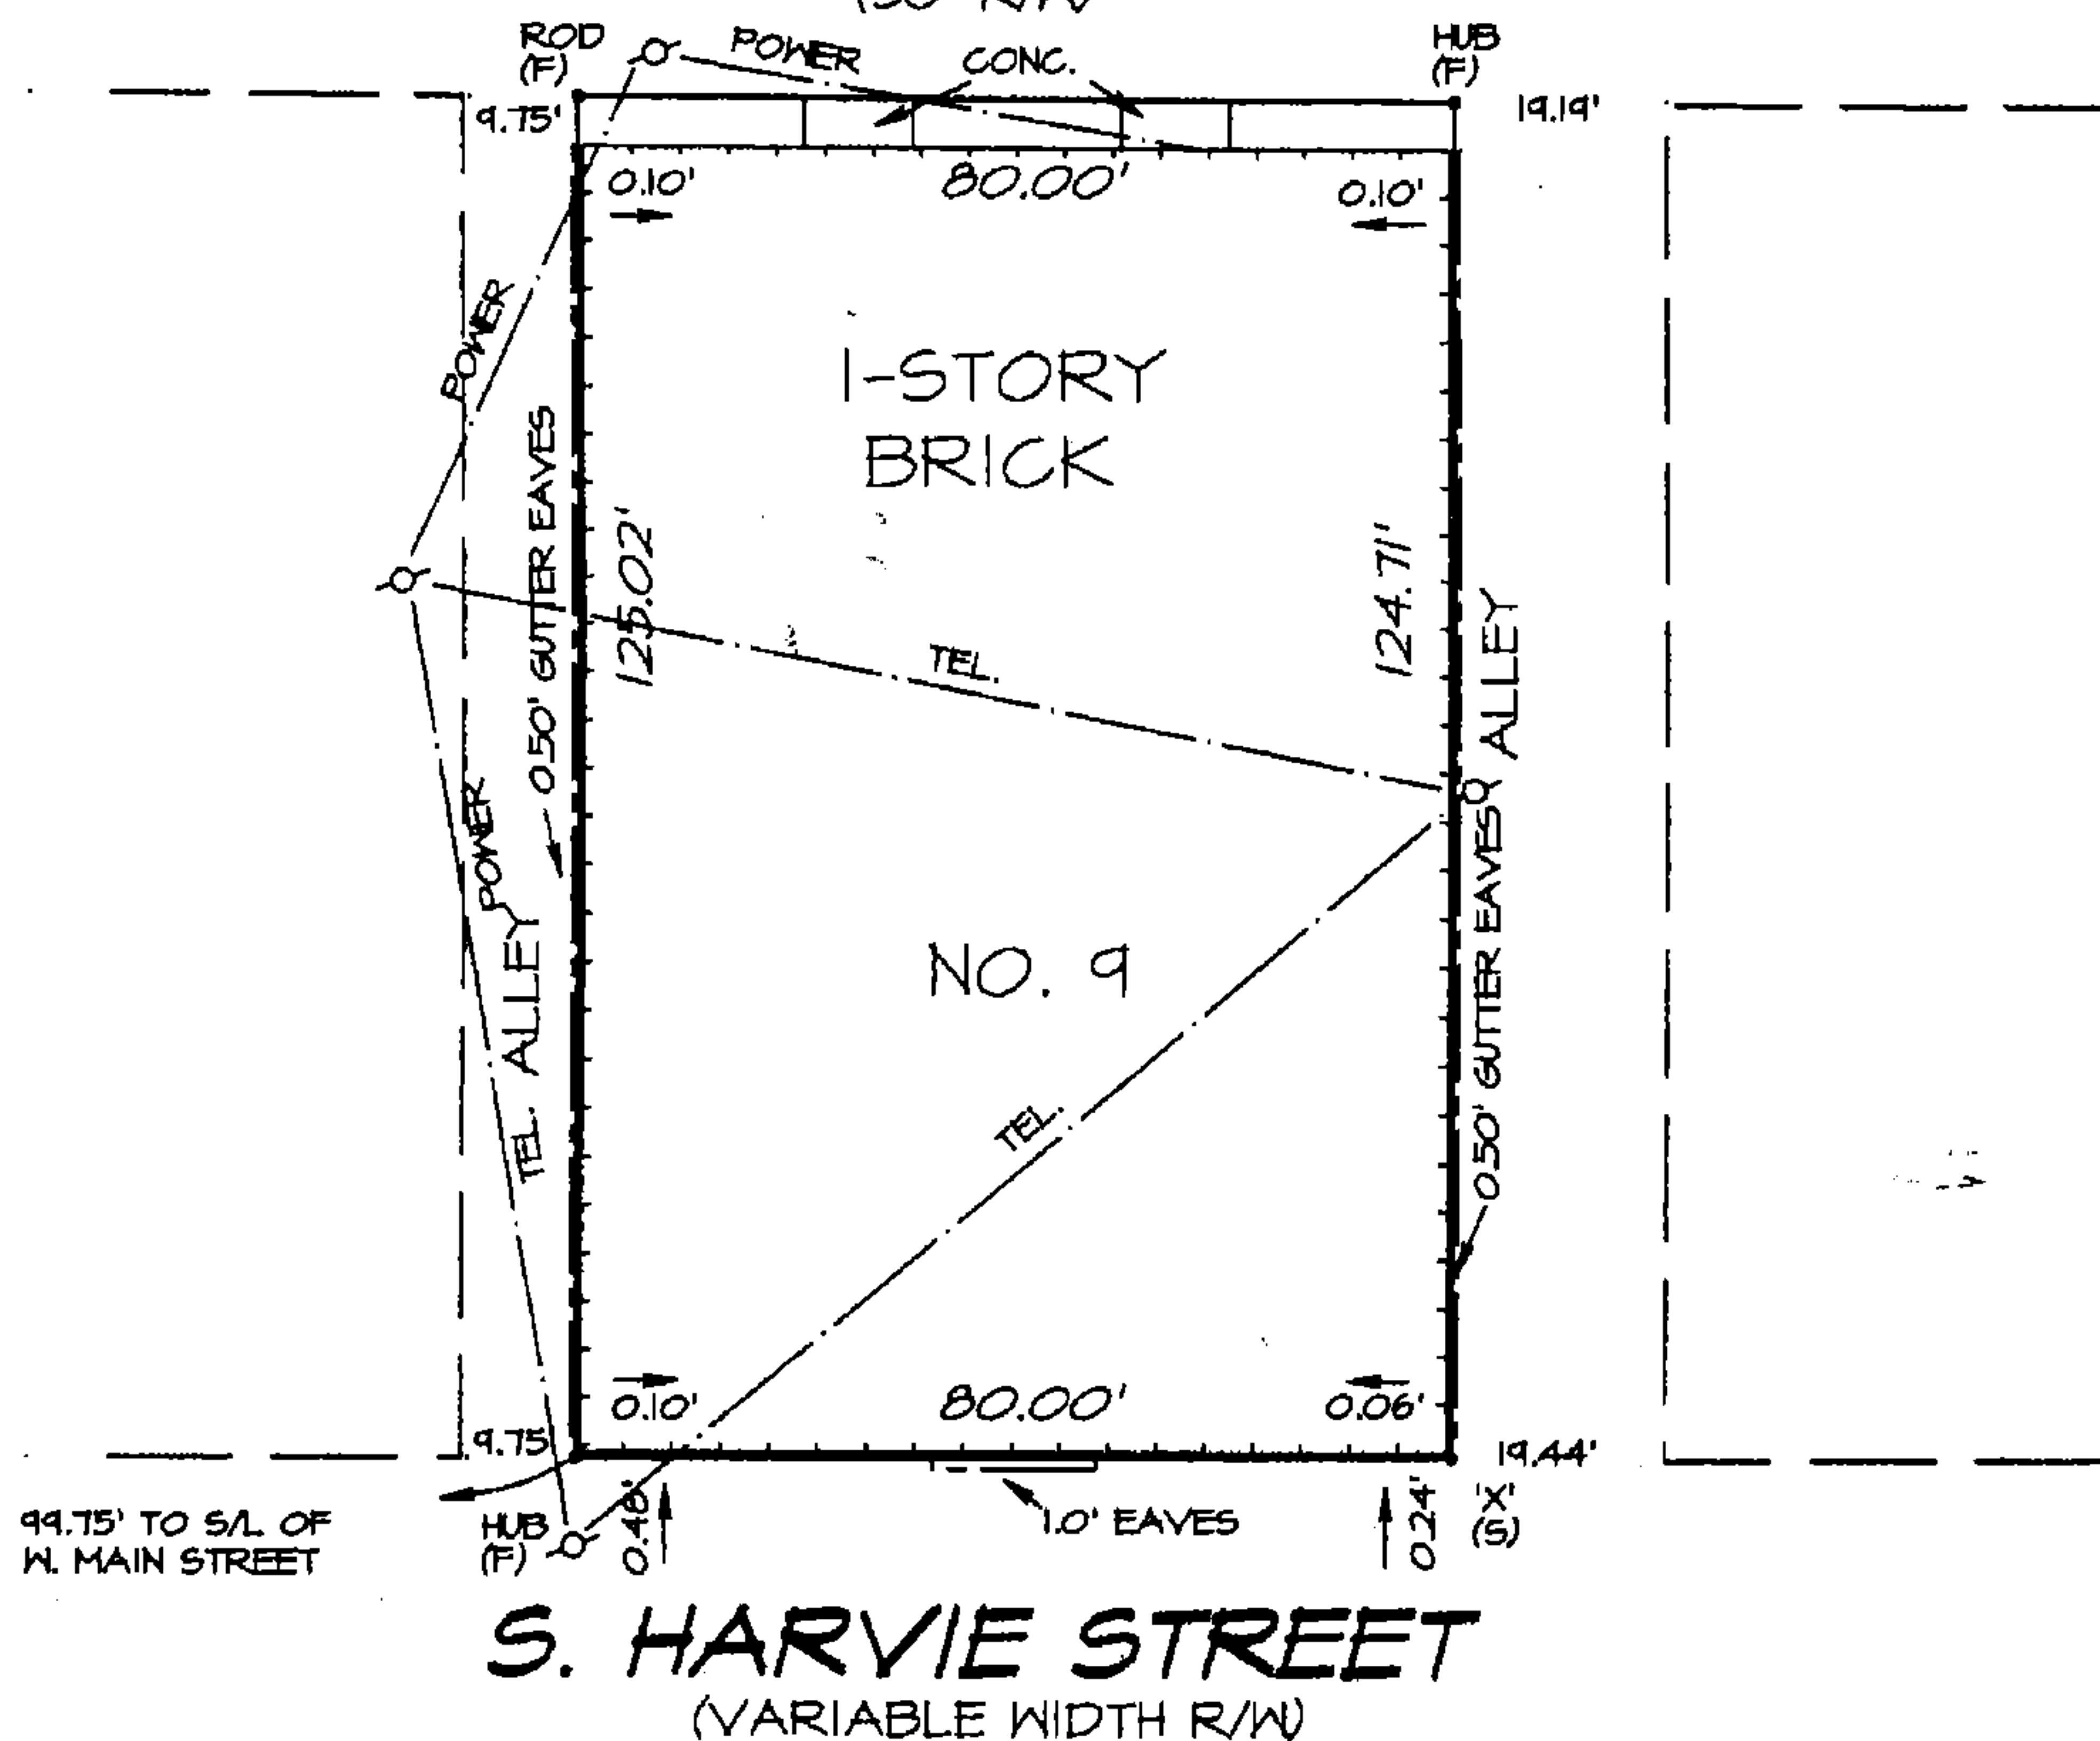 ROD
(F)
POWER
CONC.
HUB
(F)
9.75'
19.19'
0.10'
80.00'
0.10'
POWER
1-STORY
BRICK
0.50' GUTTER EAVES
125.02'
124.71'
TEL.
ALLEY
POWER
0.50' GUTTER EAVES
NO. 9
TEL. ALLEY
TEL.
0.10'
80.00'
0.06'
9.75
19.44'
99.75' TO S/L OF
W. MAIN STREET
HUB
(F)
0.48'
1.0' EAVES
0.24'
'X'
(S)
S. HARVIE STREET
(VARIABLE WIDTH R/W)